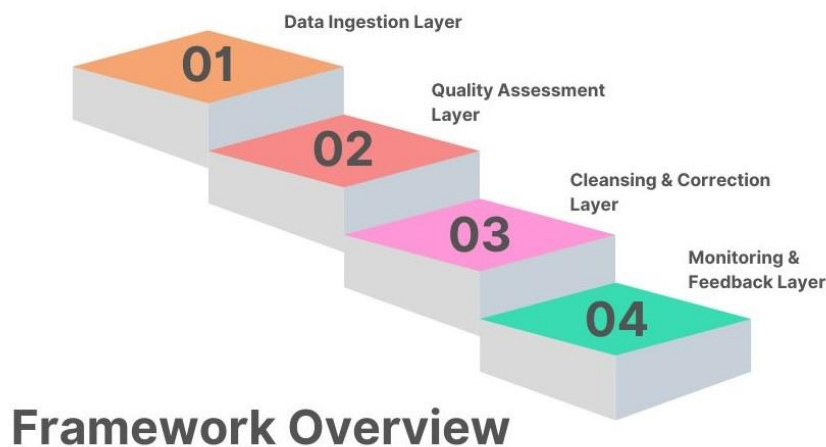 Data Ingestion Layer
01
Quality Assessment
Layer
02
Cleansing & Correction
Layer
03
Monitoring &
Feedback Layer
04
Framework Overview